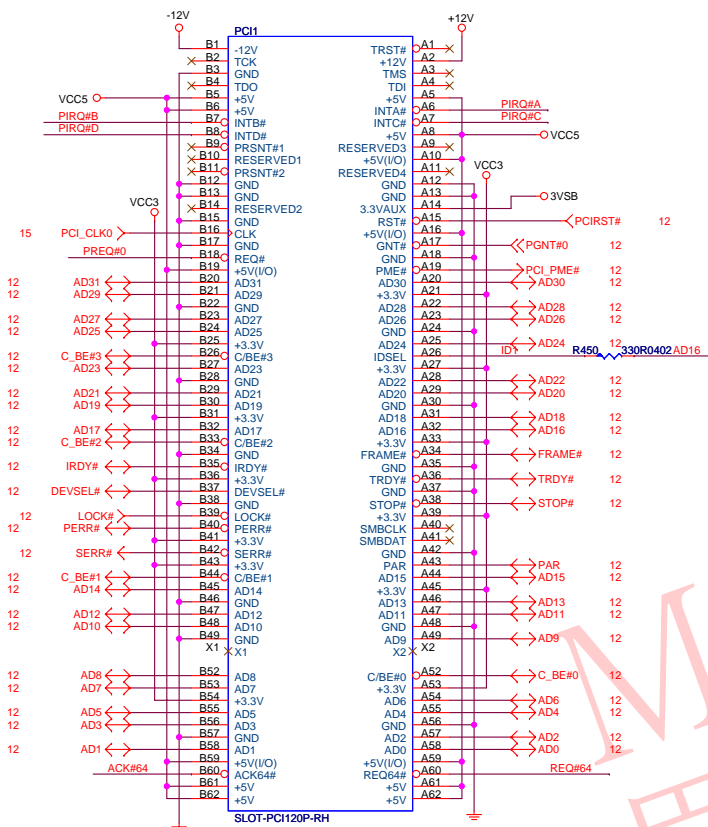 -12V +12V
PCI1
B1 -12V TRST# A1
B2 TCK +12V A2
B3 GND TMS A3
B4 TDO TDI A4
VCC5 B5 +5V +5V A5
B6 +5V INTA# A6 PIRQ#A
PIRQ#B B7 INTB# INTC# A7 PIRQ#C
PIRQ#D B8 INTD# +5V A8 VCC5
B9 PRSNT#1 RESERVED3 A9
B10 RESERVED1 +5V(I/O) A10
B11 PRSNT#2 RESERVED4 A11 VCC3
B12 GND GND A12
B13 GND GND A13
VCC3 B14 RESERVED2 3.3VAUX A14 3VSB
B15 GND RST# A15 PCIRST# 12
15 PCI_CLK0 B16 CLK +5V(I/O) A16
B17 GND GNT# A17 PGNT#0 12
PREQ#0 B18 REQ# GND A18
B19 +5V(I/O) PME# A19 PCI_PME# 12
12 AD31 B20 AD31 AD30 A20 AD30 12
12 AD29 B21 AD29 +3.3V A21
B22 GND AD28 A22 AD28 12
12 AD27 B23 AD27 AD26 A23 AD26 12
12 AD25 B24 AD25 GND A24
B25 +3.3V AD24 A25 AD24 12
12 C_BE#3 B26 C/BE#3 IDSEL A26 ID1 R450 330R0402 AD16
12 AD23 B27 AD23 +3.3V A27
B28 GND AD22 A28 AD22 12
12 AD21 B29 AD21 AD20 A29 AD20 12
12 AD19 B30 AD19 GND A30
B31 +3.3V AD18 A31 AD18 12
12 AD17 B32 AD17 AD16 A32 AD16 12
12 C_BE#2 B33 C/BE#2 +3.3V A33
B34 GND FRAME# A34 FRAME# 12
12 IRDY# B35 IRDY# GND A35
B36 +3.3V TRDY# A36 TRDY# 12
12 DEVSEL# B37 DEVSEL# GND A37
B38 GND STOP# A38 STOP# 12
12 LOCK# B39 LOCK# +3.3V A39
12 PERR# B40 PERR# SMBCLK A40
B41 +3.3V SMBDAT A41
12 SERR# B42 SERR# GND A42
B43 +3.3V PAR A43 PAR 12
12 C_BE#1 B44 C/BE#1 AD15 A44 AD15 12
12 AD14 B45 AD14 +3.3V A45
B46 GND AD13 A46 AD13 12
12 AD12 B47 AD12 AD11 A47 AD11 12
12 AD10 B48 AD10 GND A48
B49 GND AD9 A49 AD9 12
X1 X1 X2 X2
12 AD8 B52 AD8 C/BE#0 A52 C_BE#0 12
12 AD7 B53 AD7 +3.3V A53
B54 +3.3V AD6 A54 AD6 12
12 AD5 B55 AD5 AD4 A55 AD4 12
12 AD3 B56 AD3 GND A56
B57 GND AD2 A57 AD2 12
12 AD1 B58 AD1 AD0 A58 AD0 12
B59 +5V(I/O) +5V(I/O) A59
ACK#64 B60 ACK64# REQ64# A60 REQ#64
B61 +5V +5V A61
B62 +5V +5V A62
SLOT-PCI120P-RH